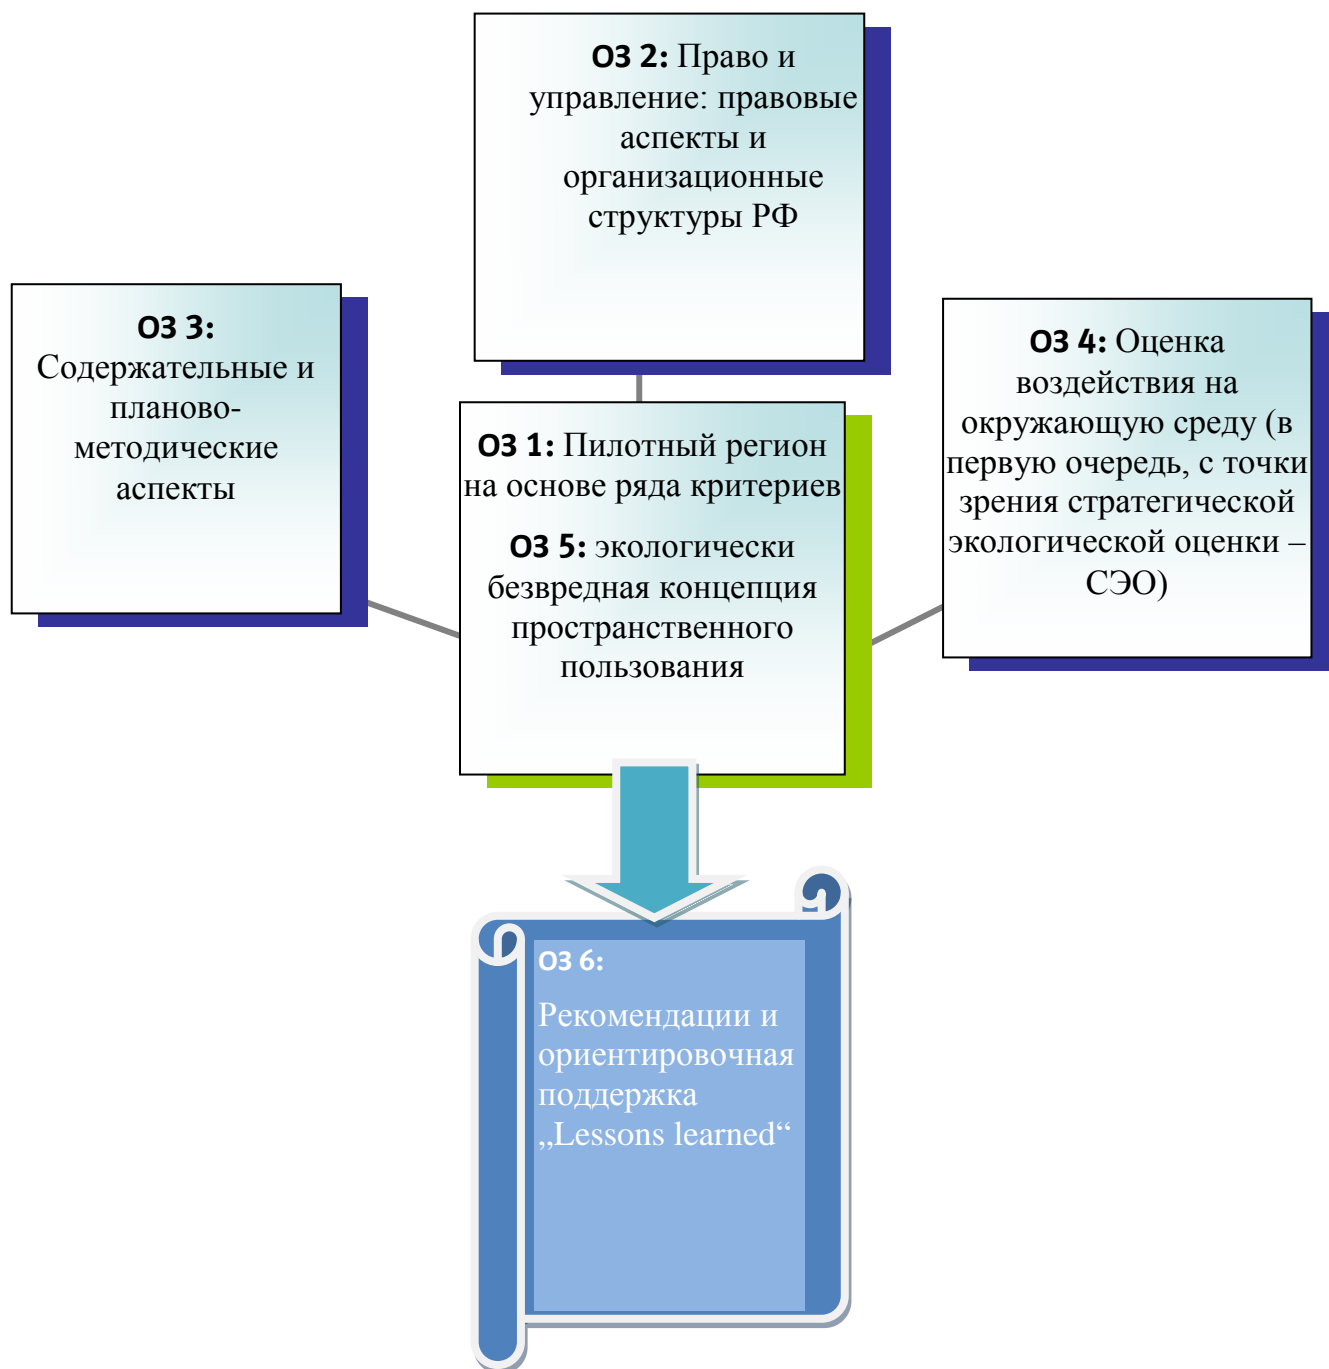 ОЗ 2: Право и
управление: правовые
аспекты и
организационные
структуры РФ
ОЗ 3:
Содержательные и
планово-
методические
аспекты
ОЗ 4: Оценка
воздействия на
окружающую среду (в
первую очередь, с точки
зрения стратегической
экологической оценки –
СЭО)
ОЗ 1: Пилотный регион
на основе ряда критериев
ОЗ 5: экологически
безвредная концепция
пространственного
пользования
ОЗ 6:
Рекомендации и
ориентировочная
поддержка
„Lessons learned“